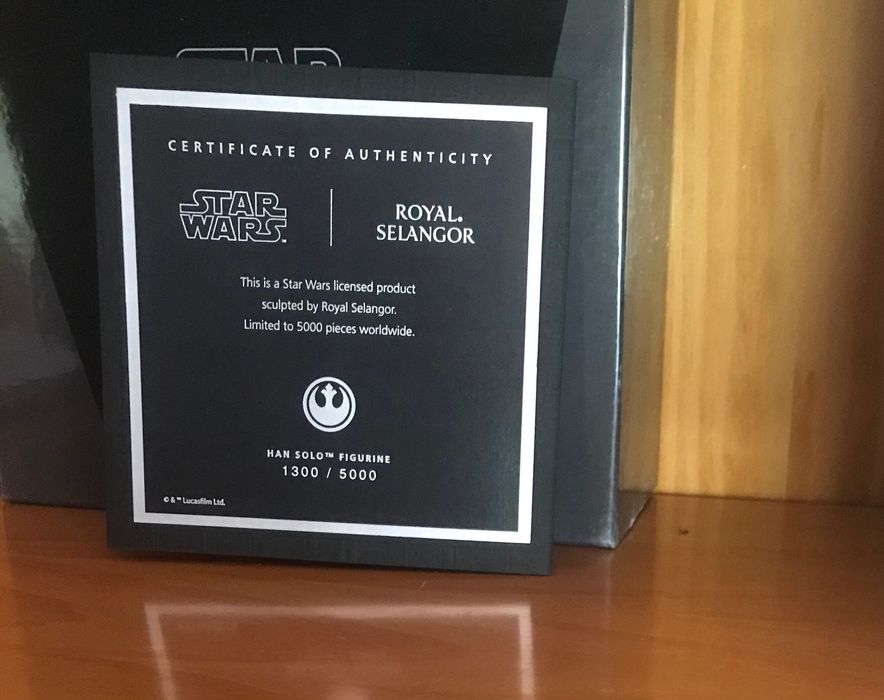 STAR
CERTIFICATE OF AUTHENTICITY
STAR
WARS.
ROYAL.
SELANGOR
This is a Star Wars licensed product
sculpted by Royal Selangor.
Limited to 5000 pieces worldwide.
HAN SOLO™ FIGURINE
1300 / 5000
© & ™ Lucasfilm Ltd.